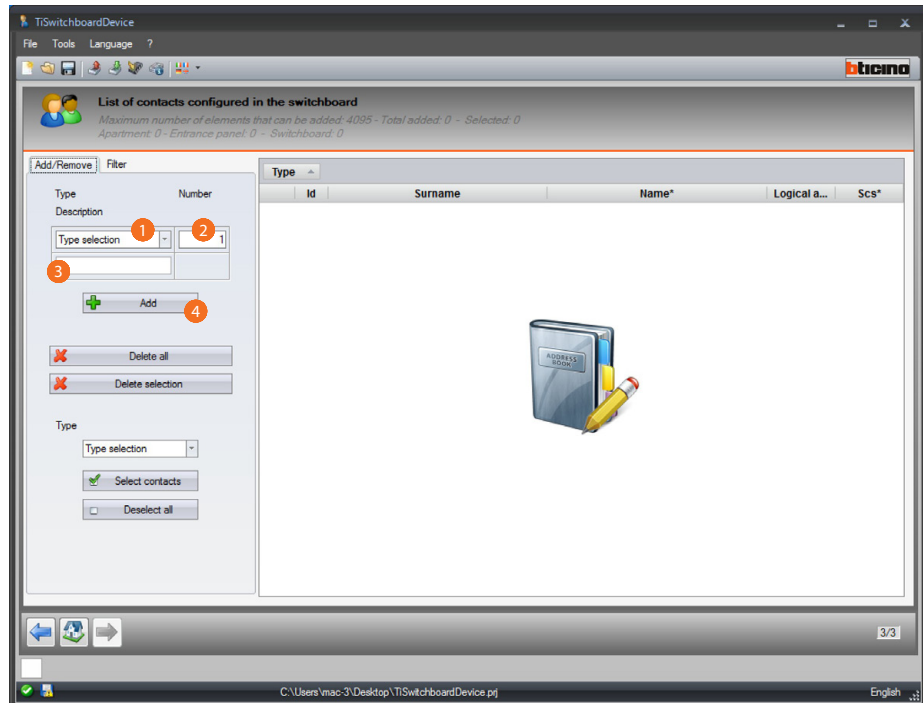 TiSwitchboardDevice
File Tools Language ?
bticino
List of contacts configured in the switchboard
Maximum number of elements that can be added: 4095 - Total added: 0 - Selected: 0
Apartment: 0 - Entrance panel: 0 - Switchboard: 0
Add/Remove Filter
Type Number
Description
Type selection 1 2 1
3
Add 4
Delete all
Delete selection
Type
Type selection
Select contacts
Deselect all
Type
Id Surname Name* Logical a... Scs*
ADDRESS
BOOK
3/3
C:\Users\mac-3\Desktop\TiSwitchboardDevice.prj English